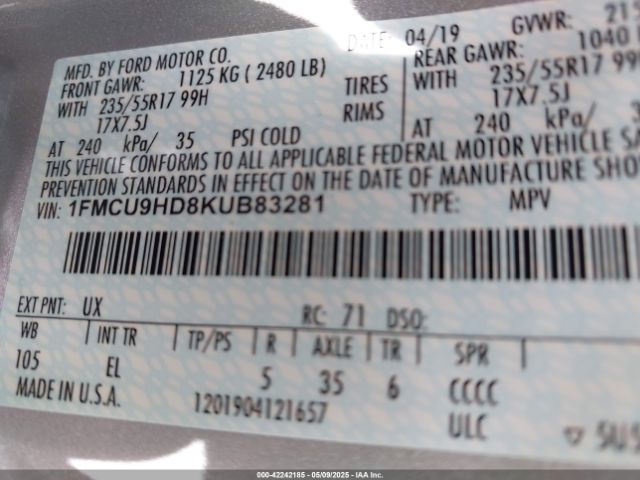 MFD. BY FORD MOTOR CO.
DATE: 04/19 GVWR:
FRONT GAWR: 1125 KG ( 2480 LB) REAR GAWR: 1040
WITH 235/55R17 99H TIRES WITH 235/55R17
17X7.5J RIMS 17X7.5J
AT 240 kPa/ 35 PSI COLD AT 240 kPa/
THIS VEHICLE CONFORMS TO ALL APPLICABLE FEDERAL MOTOR VEHICLE
PREVENTION STANDARDS IN EFFECT ON THE DATE OF MANUFACTURE SHO
VIN: 1FMCU9HD8KUB83281 TYPE: MPV
EXT PNT: UX RC: 71 DSO:
WB INT TR TP/PS R AXLE TR SPR
105 EL 5 35 6 CCCC
MADE IN U.S.A. 1201904121657 ULC
000-42242185 - 05/09/2025 - IAAI.COM